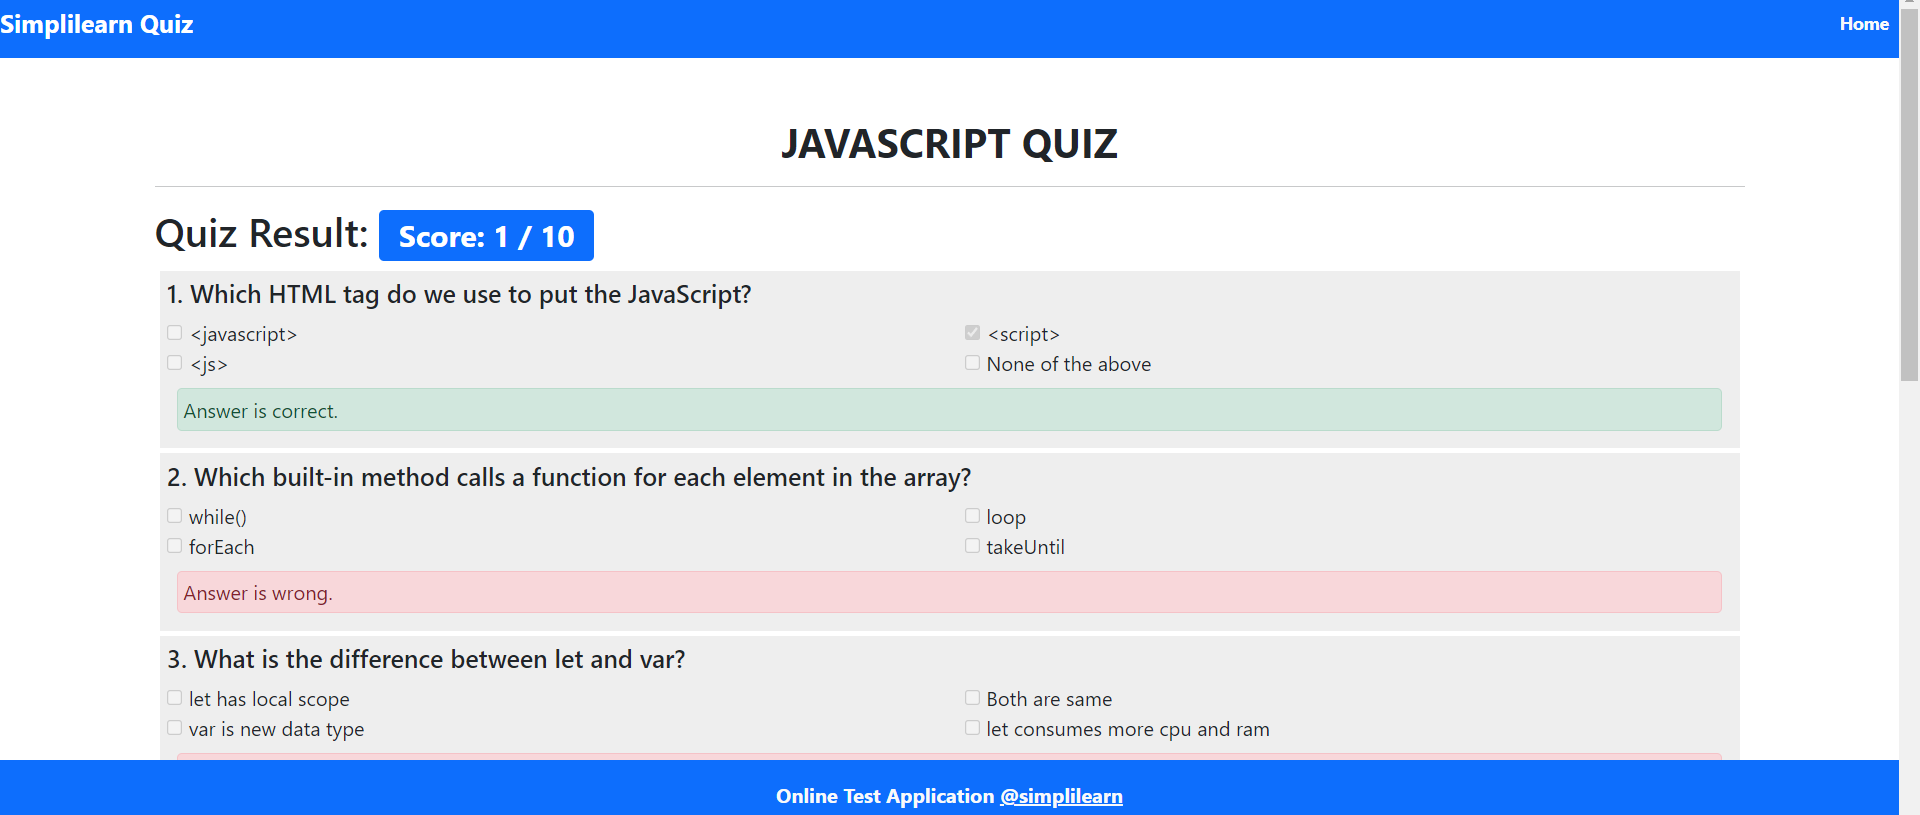 Simplilearn Quiz Home
JAVASCRIPT QUIZ
Quiz Result: Score: 1 / 10
1. Which HTML tag do we use to put the JavaScript?
<javascript> <script>
<js> None of the above
Answer is correct.
2. Which built-in method calls a function for each element in the array?
while() loop
forEach takeUntil
Answer is wrong.
3. What is the difference between let and var?
let has local scope Both are same
var is new data type let consumes more cpu and ram
Online Test Application @simplilearn